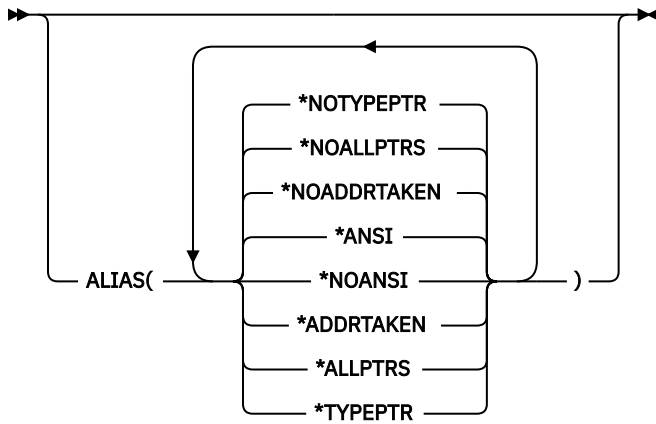 *NOTYPEPTR
*NOALLPTRS
*NOADDRTAKEN
*ANSI
ALIAS( *NOANSI )
*ADDRTAKEN
*ALLPTRS
*TYPEPTR